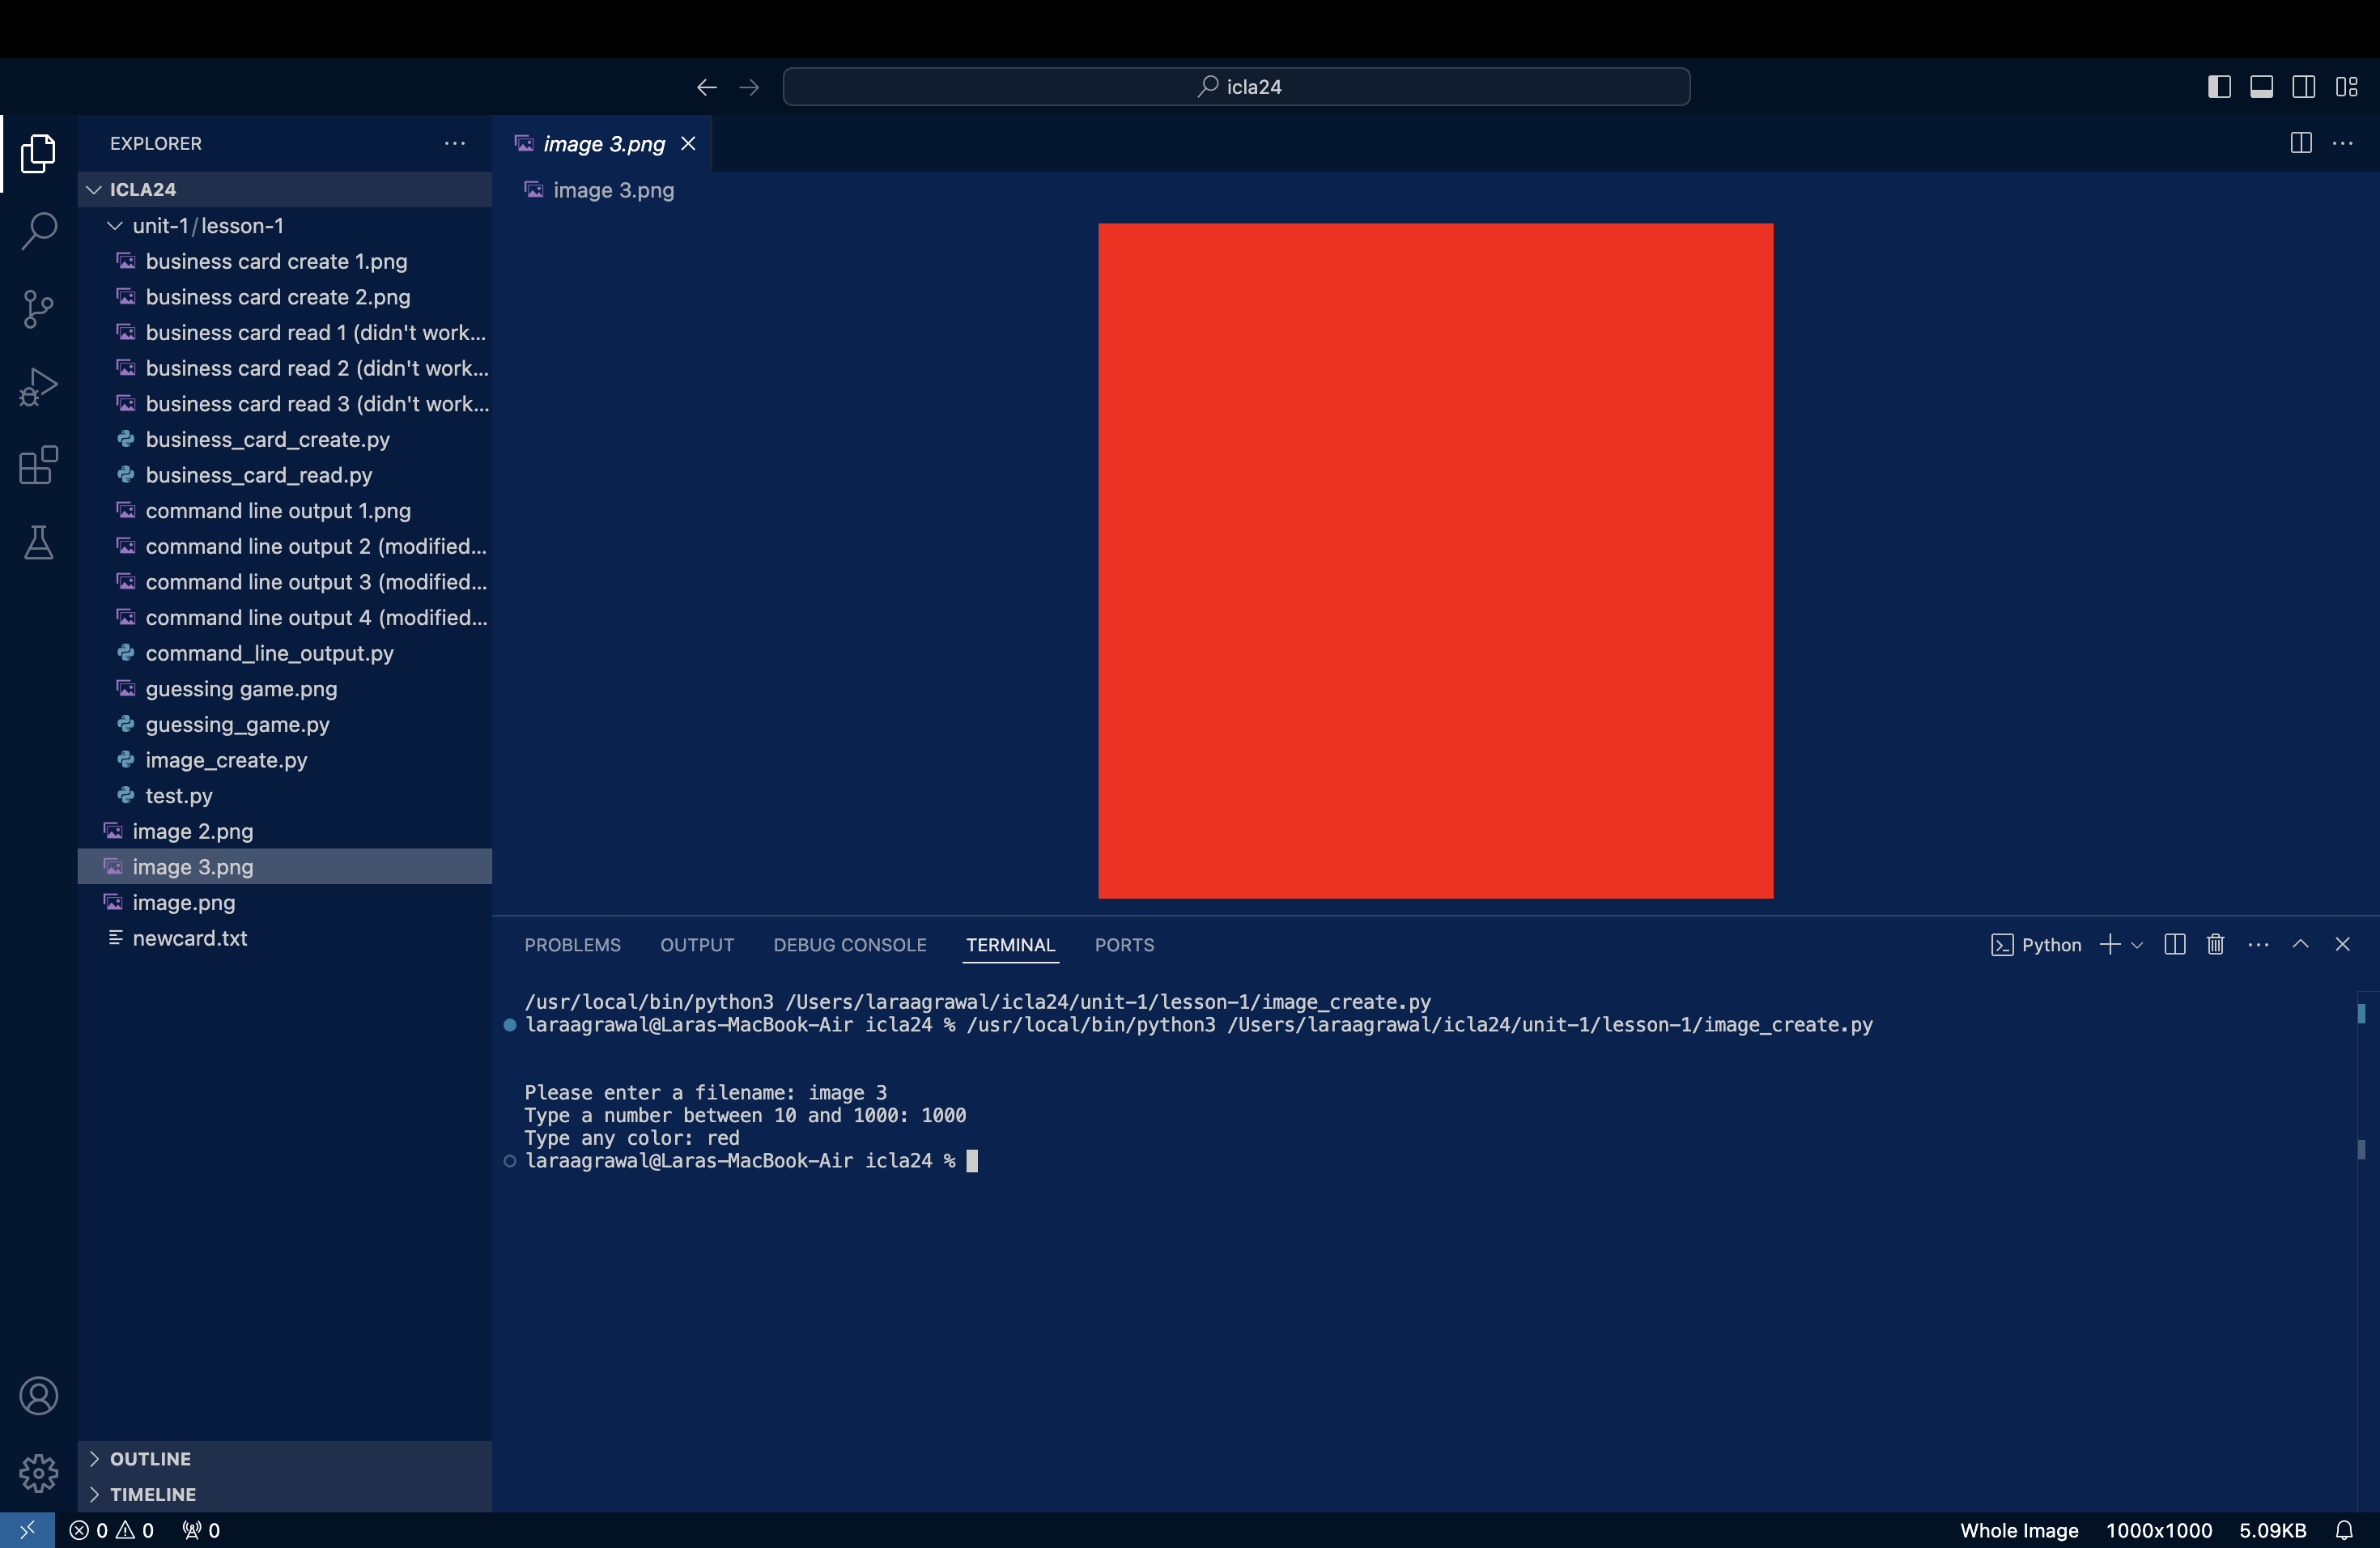 icla24
EXPLORER
image 3.png
ICLA24
image 3.png
unit-1/lesson-1
business card create 1.png
business card create 2.png
business card read 1 (didn't work...
business card read 2 (didn't work...
business card read 3 (didn't work...
business_card_create.py
business_card_read.py
command line output 1.png
command line output 2 (modified...
command line output 3 (modified...
command line output 4 (modified...
command_line_output.py
guessing game.png
guessing_game.py
image_create.py
test.py
image 2.png
image 3.png
image.png
newcard.txt
PROBLEMS OUTPUT DEBUG CONSOLE TERMINAL PORTS Python
/usr/local/bin/python3 /Users/laraagrawal/icla24/unit-1/lesson-1/image_create.py
laraagrawal@Laras-MacBook-Air icla24 % /usr/local/bin/python3 /Users/laraagrawal/icla24/unit-1/lesson-1/image_create.py
Please enter a filename: image 3
Type a number between 10 and 1000: 1000
Type any color: red
laraagrawal@Laras-MacBook-Air icla24 %
OUTLINE
TIMELINE
0 0 0 Whole Image 1000x1000 5.09KB